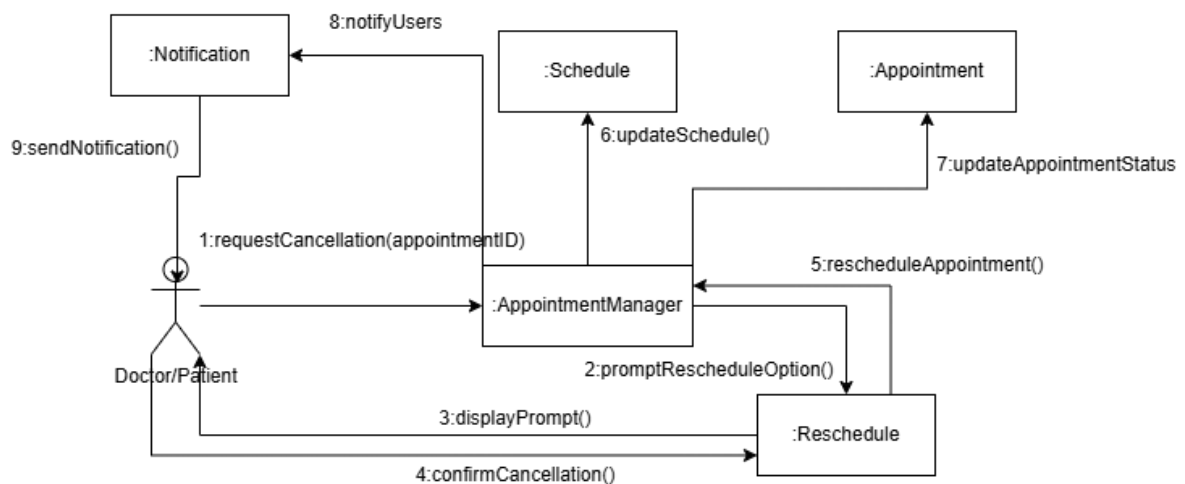 8:notifyUsers
:Notification
:Schedule
:Appointment
9:sendNotification()
6:updateSchedule()
7:updateAppointmentStatus
1:requestCancellation(appointmentID)
5:rescheduleAppointment()
:AppointmentManager
2:promptRescheduleOption()
Doctor/Patient
3:displayPrompt()
:Reschedule
4:confirmCancellation()